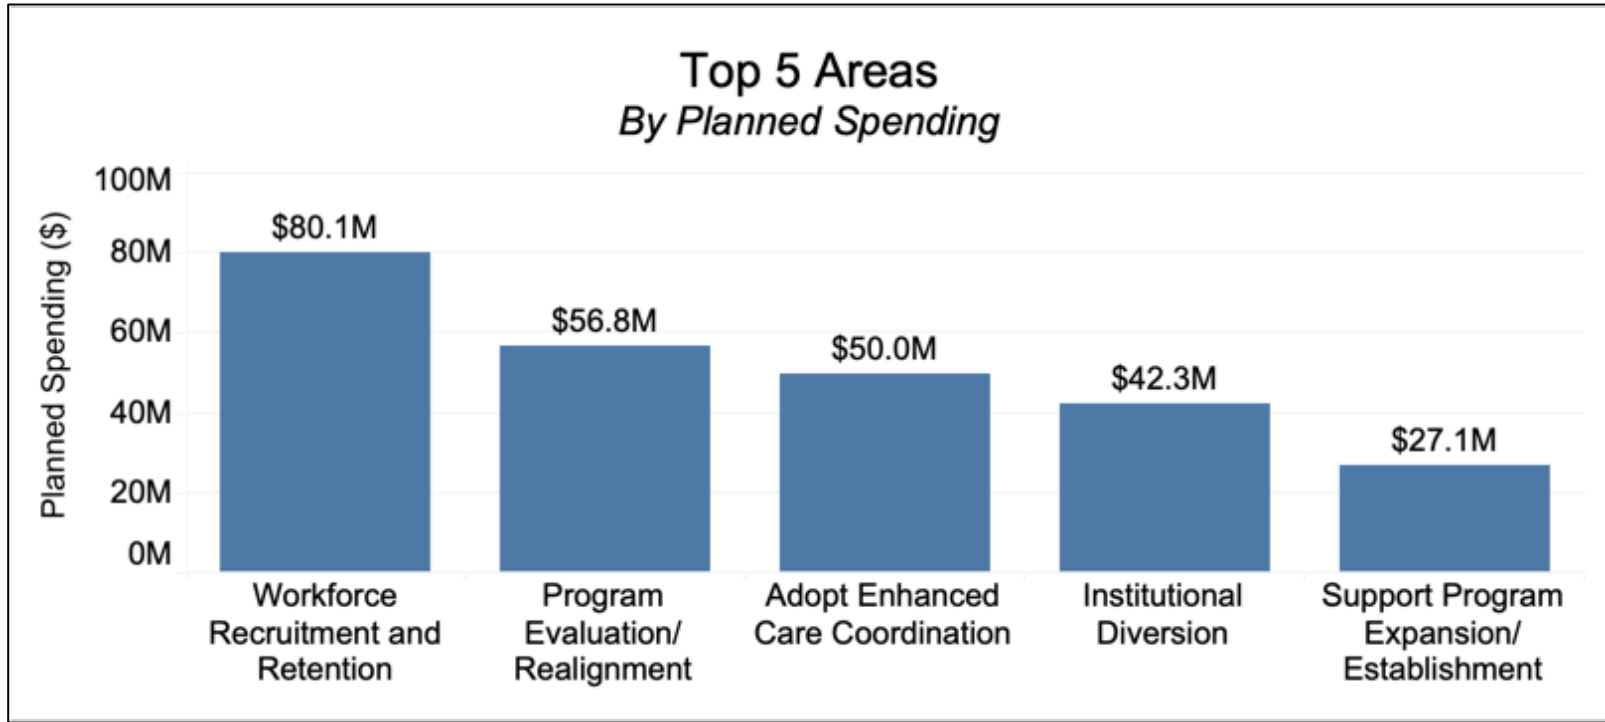 Top 5 Areas
By Planned Spending
Planned Spending ($)
100M
80M
60M
40M
20M
0M
$80.1M
$56.8M
$50.0M
$42.3M
$27.1M
Workforce
Recruitment and
Retention
Program
Evaluation/
Realignment
Adopt Enhanced
Care Coordination
Institutional
Diversion
Support Program
Expansion/
Establishment